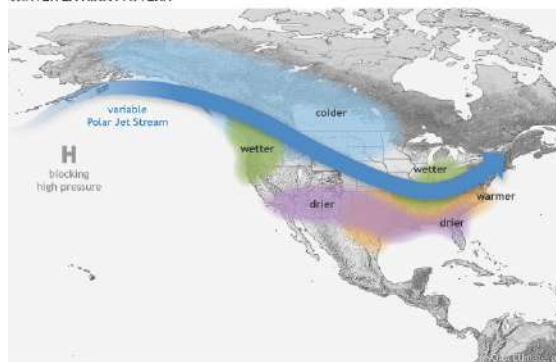 colder
variable
Polar Jet Stream
H
blocking
high pressure
wetter
wetter
warmer
drier
drier